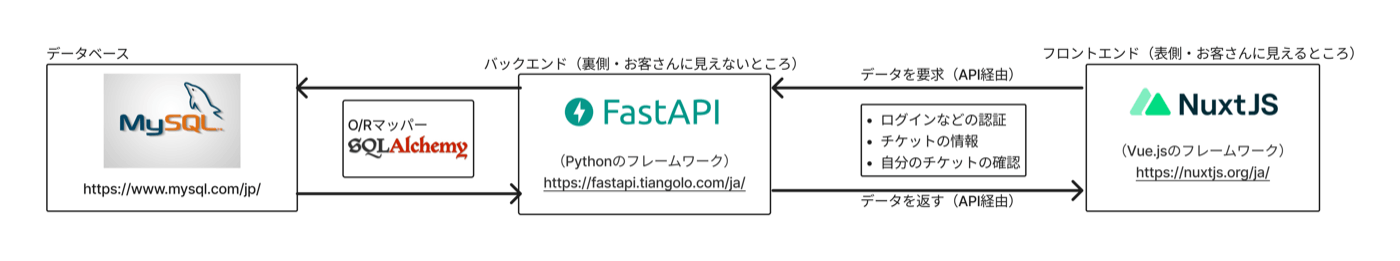 データベース
MySQL
https://www.mysql.com/jp/
O/Rマッパー
SQLAlchemy
バックエンド（裏側・お客さんに見えないところ）
FastAPI
（Pythonのフレームワーク）
https://fastapi.tiangolo.com/ja/
データを要求（API経由）
• ログインなどの認証
• チケットの情報
• 自分のチケットの確認
データを返す（API経由）
フロントエンド（表側・お客さんに見えるところ）
NuxtJS
（Vue.jsのフレームワーク）
https://nuxtjs.org/ja/